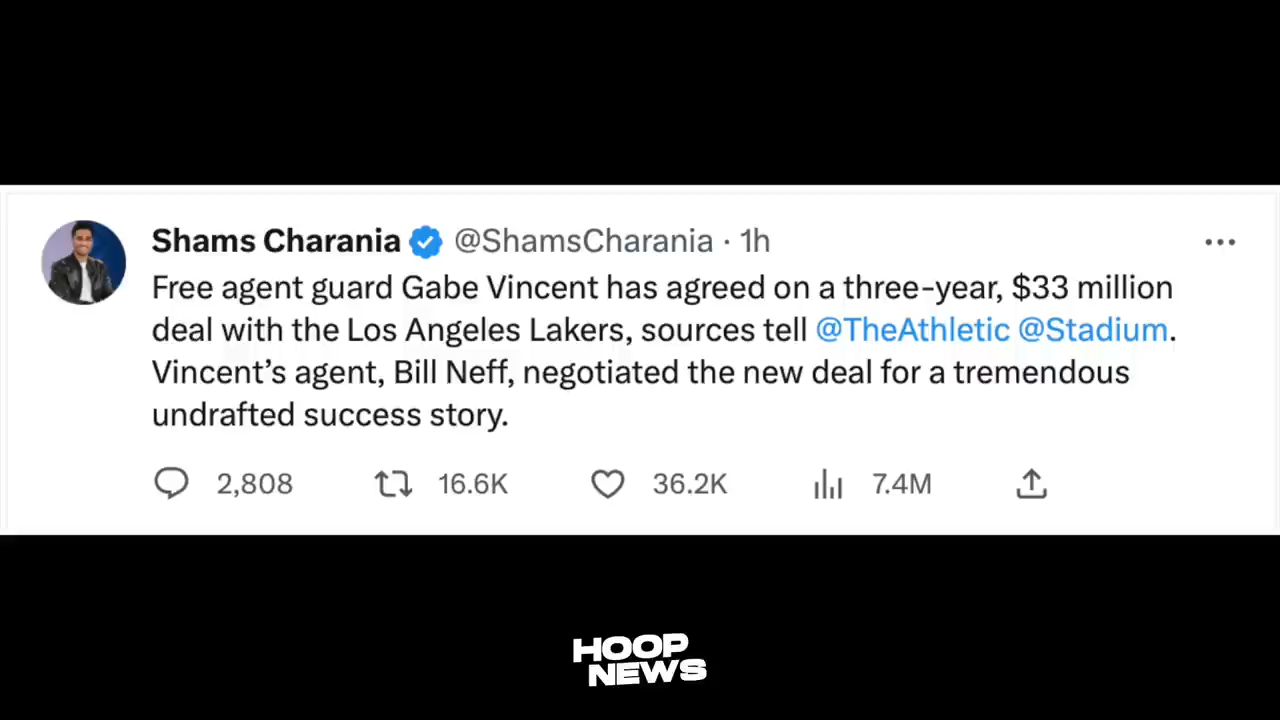 Shams Charania @ShamsCharania · 1h
Free agent guard Gabe Vincent has agreed on a three-year, $33 million
deal with the Los Angeles Lakers, sources tell @TheAthletic @Stadium.
Vincent’s agent, Bill Neff, negotiated the new deal for a tremendous
undrafted success story.
2,808 16.6K 36.2K 7.4M
HOOP
NEWS